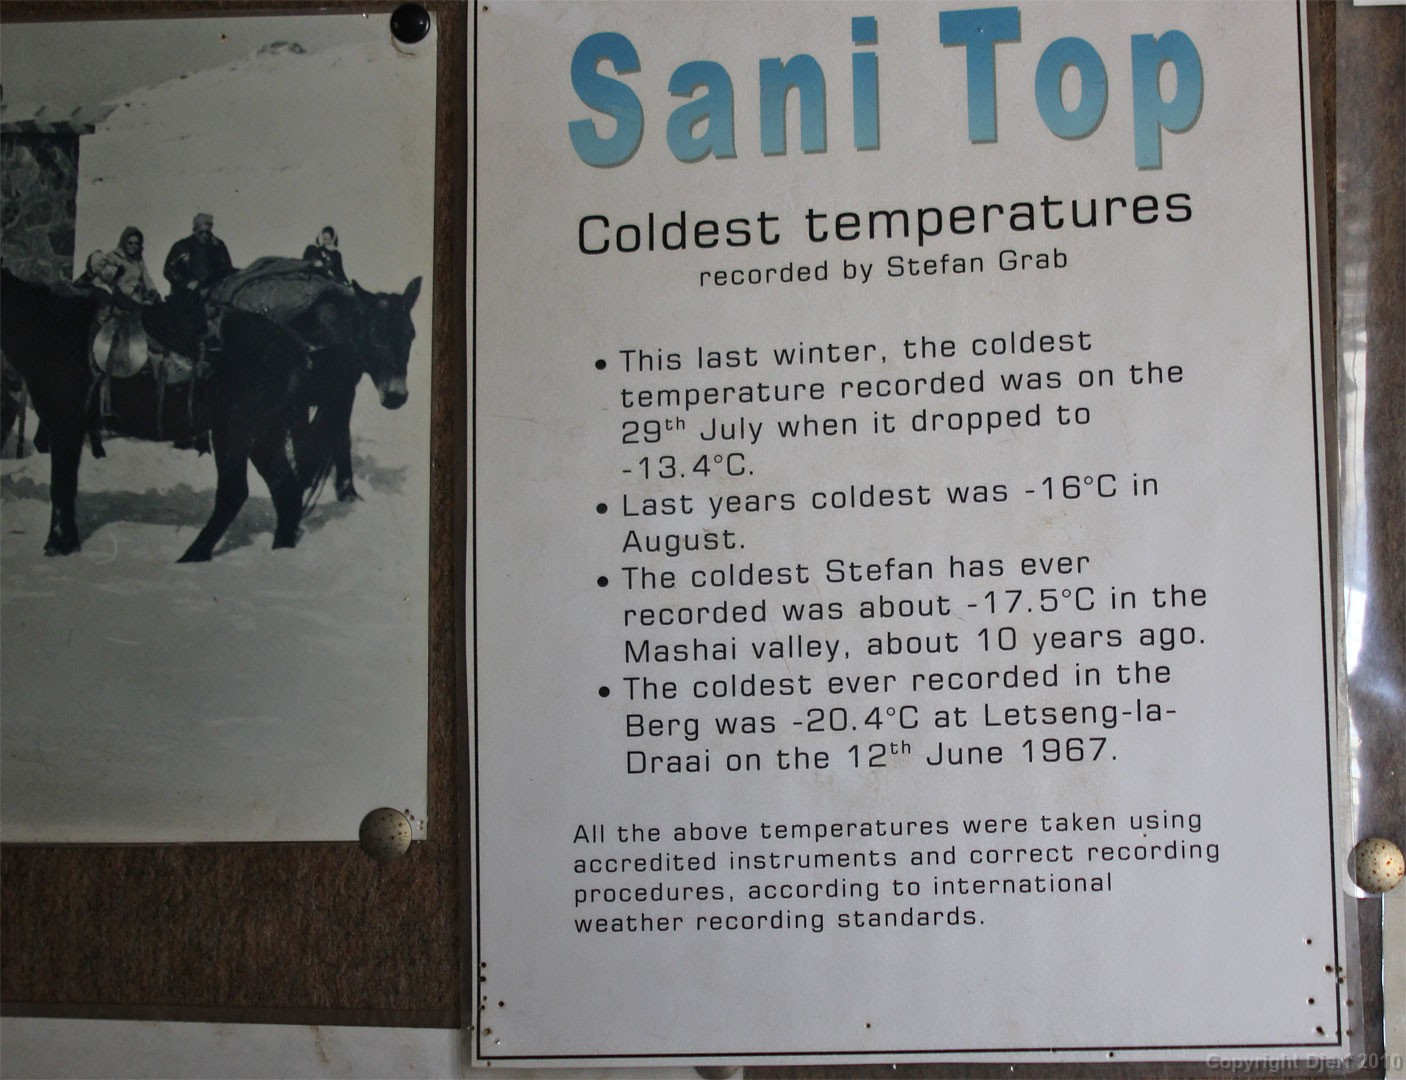 Sani Top
Coldest temperatures
recorded by Stefan Grab
• This last winter, the coldest
temperature recorded was on the
29th July when it dropped to
-13.4°C.
• Last years coldest was -16°C in
August.
• The coldest Stefan has ever
recorded was about -17.5°C in the
Mashai valley, about 10 years ago.
• The coldest ever recorded in the
Berg was -20.4°C at Letseng-la-
Draai on the 12th June 1967.
All the above temperatures were taken using
accredited instruments and correct recording
procedures, according to international
weather recording standards.
Copyright 2010